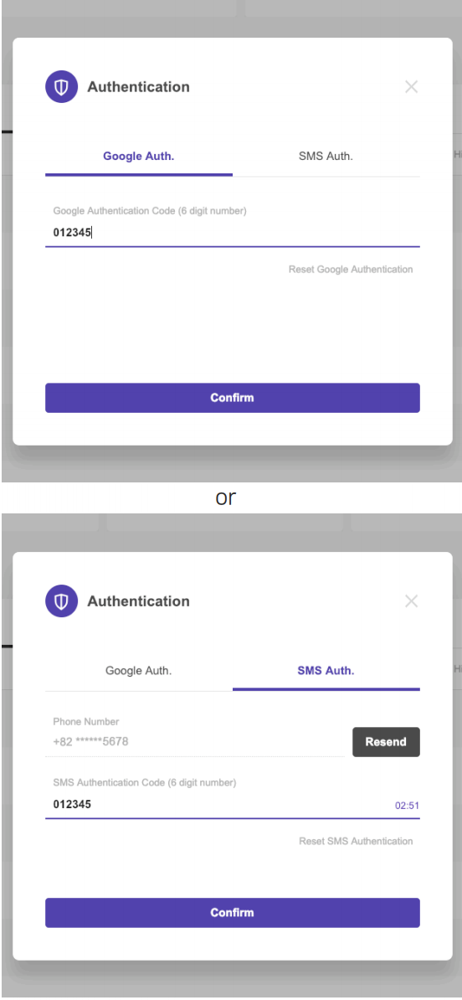 Authentication
Google Auth. SMS Auth.
Google Authentication Code (6 digit number)
012345
Reset Google Authentication
Confirm
or
Authentication
Google Auth. SMS Auth.
Phone Number
+82 ******5678
Resend
SMS Authentication Code (6 digit number)
012345 02:51
Reset SMS Authentication
Confirm